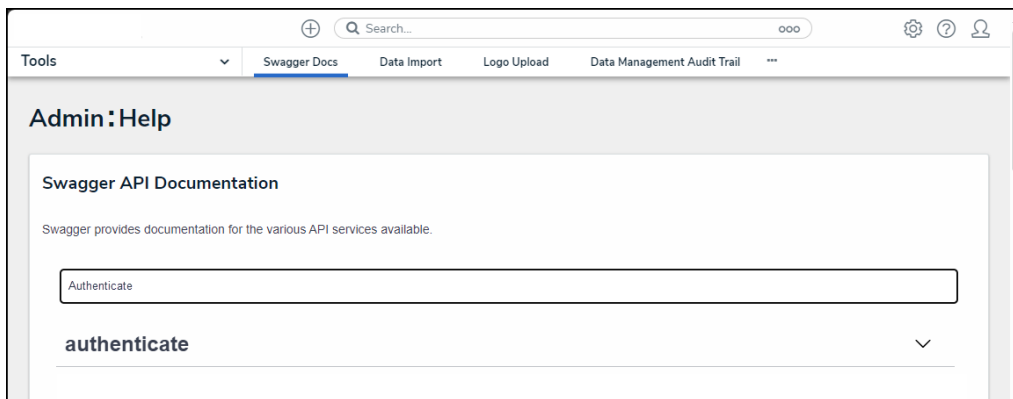 Search...
Tools Swagger Docs Data Import Logo Upload Data Management Audit Trail
Admin:Help
Swagger API Documentation
Swagger provides documentation for the various API services available.
Authenticate
authenticate